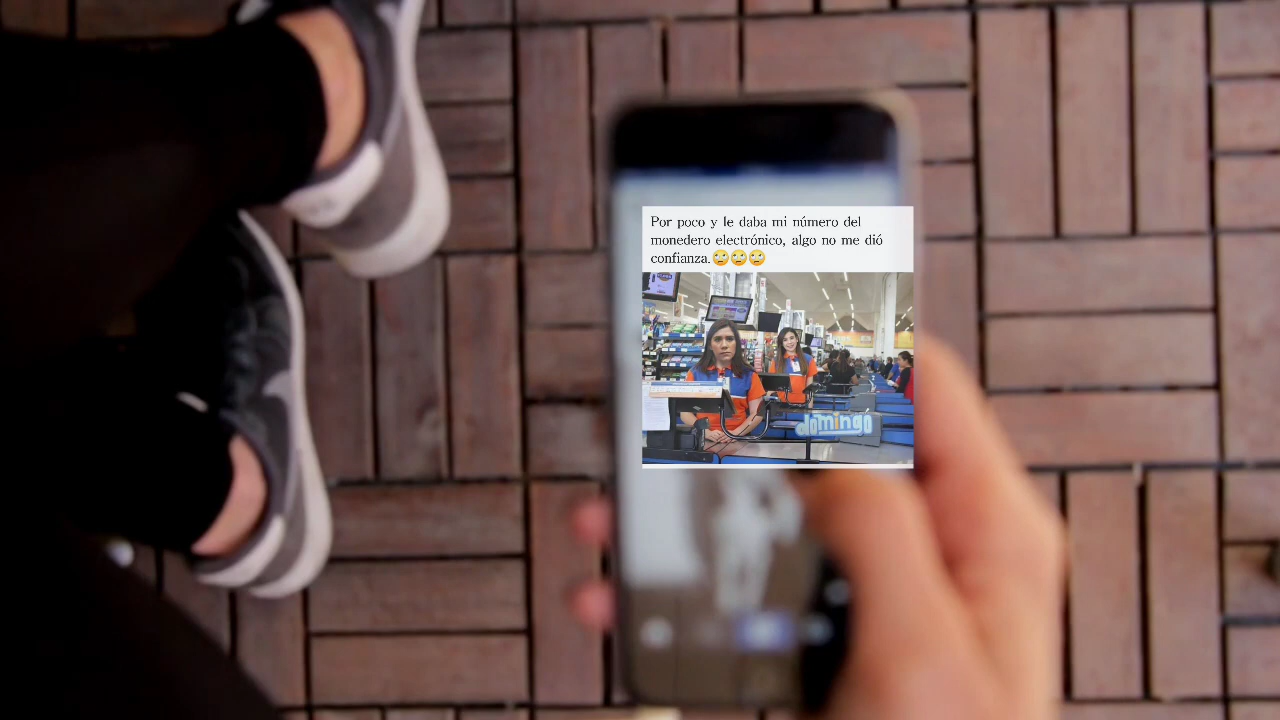 Por poco y le daba mi número del
monedero electrónico, algo no me dió
confianza.🙄🙄🙄
domingo